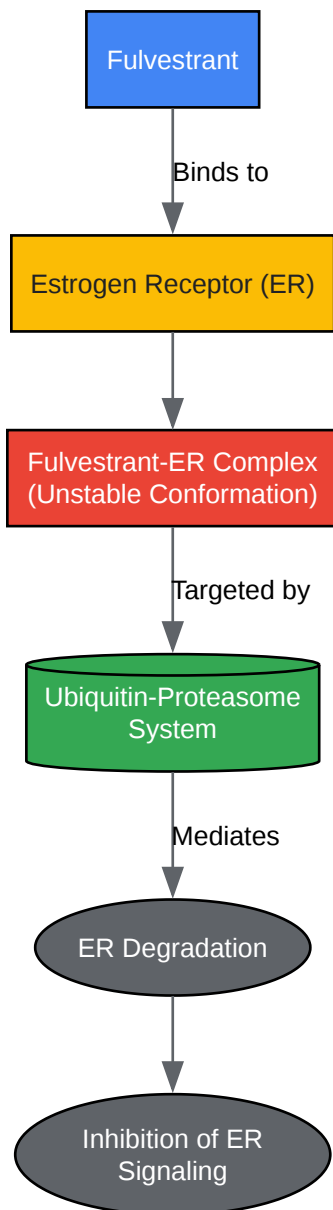 Fulvestrant
Binds to
Estrogen Receptor (ER)
Fulvestrant-ER Complex
(Unstable Conformation)
Targeted by
Ubiquitin-Proteasome
System
Mediates
ER Degradation
Inhibition of ER
Signaling